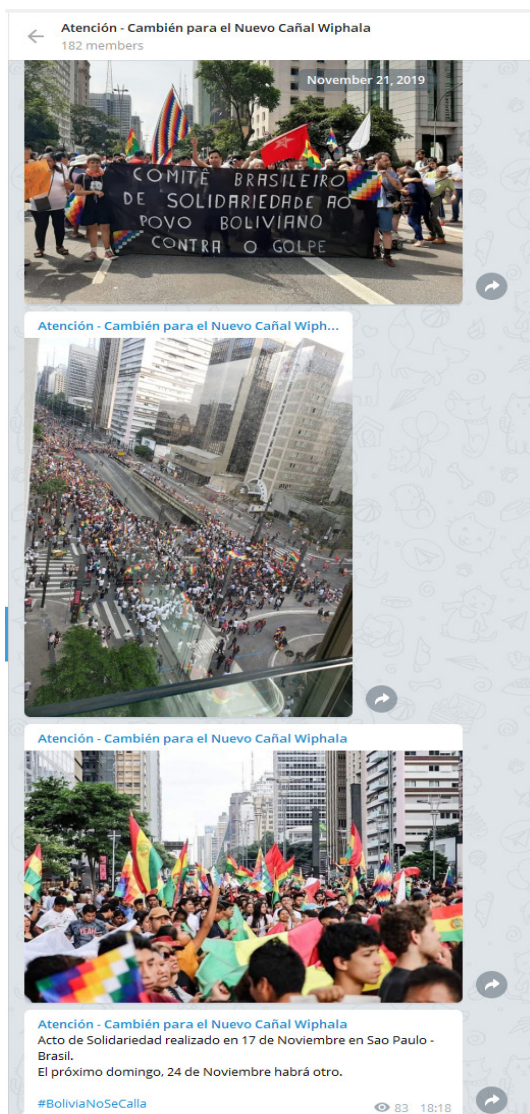 Atención - Cambién para el Nuevo Cañal Wiphala
182 members
November 21, 2019
COMITÊ BRASILEIRO
DE SOLIDARIEDADE AO
POVO BOLIVIANO
CONTRA O GOLPE
Atención - Cambién para el Nuevo Cañal Wiph...
Atención - Cambién para el Nuevo Cañal Wiphala
YEAH
Atención - Cambién para el Nuevo Cañal Wiphala
Acto de Solidariedad realizado en 17 de Noviembre en Sao Paulo -
Brasil.
El próximo domingo, 24 de Noviembre habrá otro.
#BoliviaNoSeCalla
83 18:18